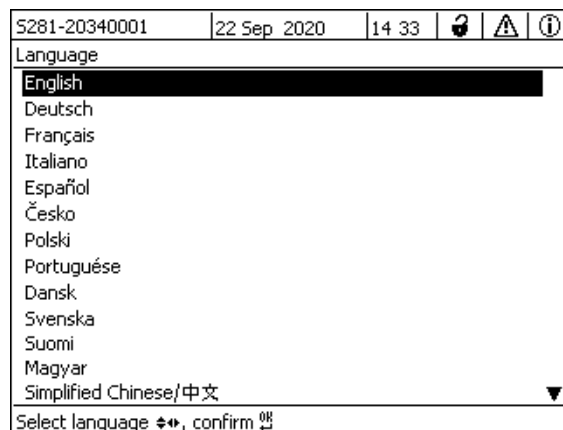 S281-20340001 22 Sep 2020 14 33
Language
English
Deutsch
Français
Italiano
Español
Česko
Polski
Portuguése
Dansk
Svenska
Suomi
Magyar
Simplified Chinese/中文
Select language , confirm OK